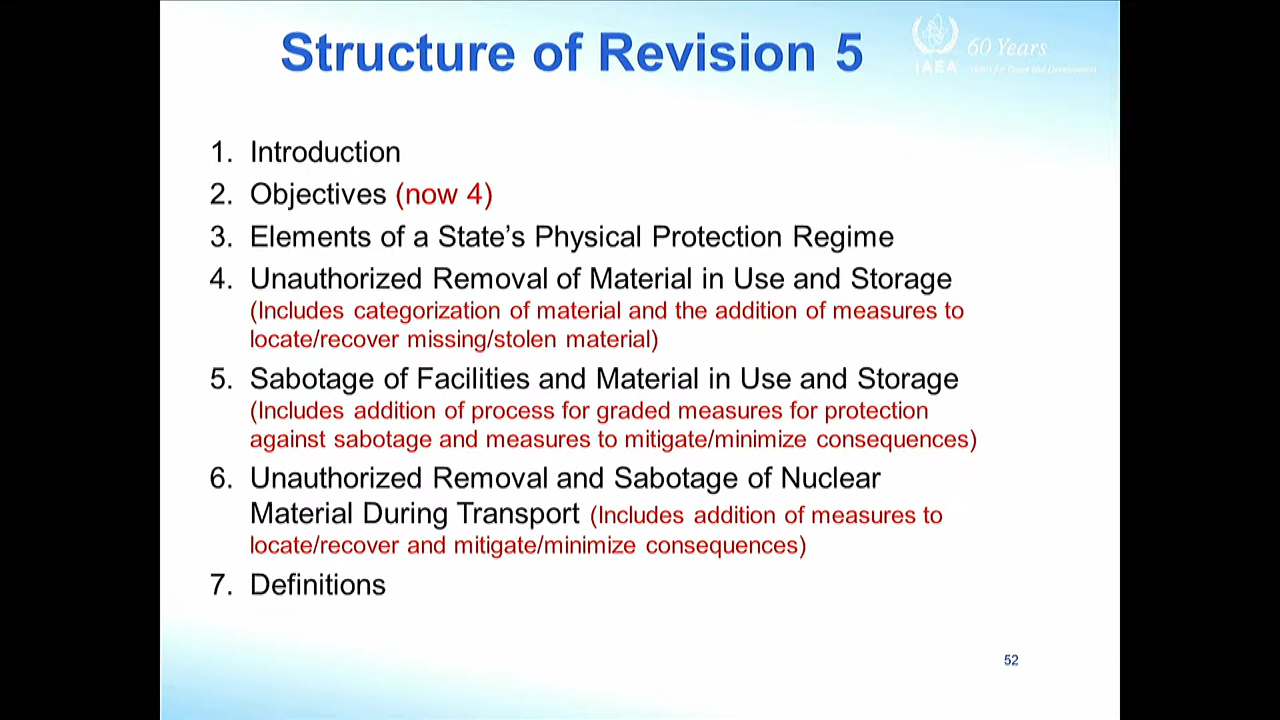 Structure of Revision 5
60 Years
IAEA Atoms for Peace and Development
1. Introduction
2. Objectives (now 4)
3. Elements of a State’s Physical Protection Regime
4. Unauthorized Removal of Material in Use and Storage
(Includes categorization of material and the addition of measures to
locate/recover missing/stolen material)
5. Sabotage of Facilities and Material in Use and Storage
(Includes addition of process for graded measures for protection
against sabotage and measures to mitigate/minimize consequences)
6. Unauthorized Removal and Sabotage of Nuclear
Material During Transport (Includes addition of measures to
locate/recover and mitigate/minimize consequences)
7. Definitions
52